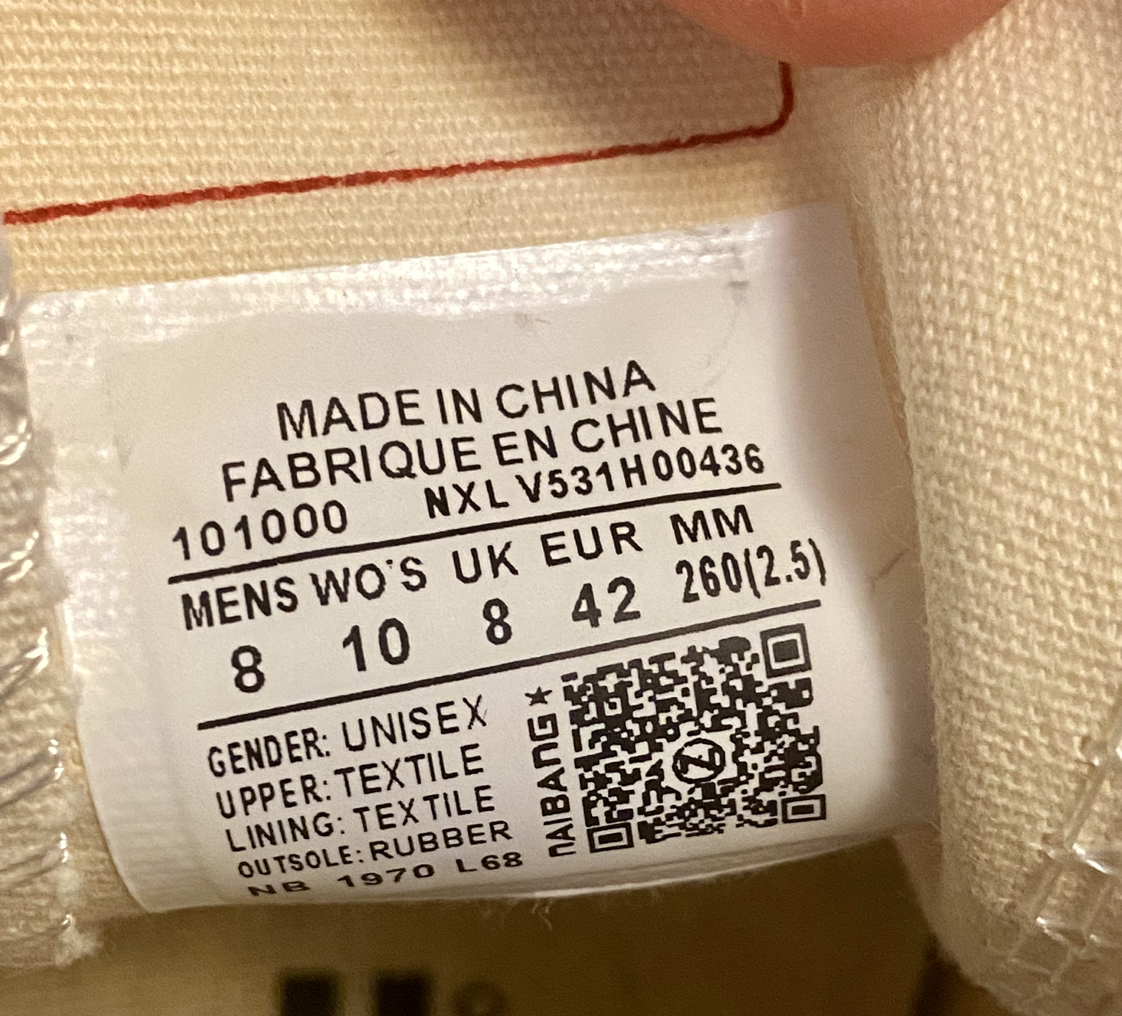 MADE IN CHINA
FABRIQUE EN CHINE
101000 NXL V531H00436
MENS WO'S UK EUR MM
8 10 8 42 260(2.5)
GENDER: UNISEX
UPPER: TEXTILE
LINING: TEXTILE
OUTSOLE: RUBBER
NB 1970 L68
NAIBANG★